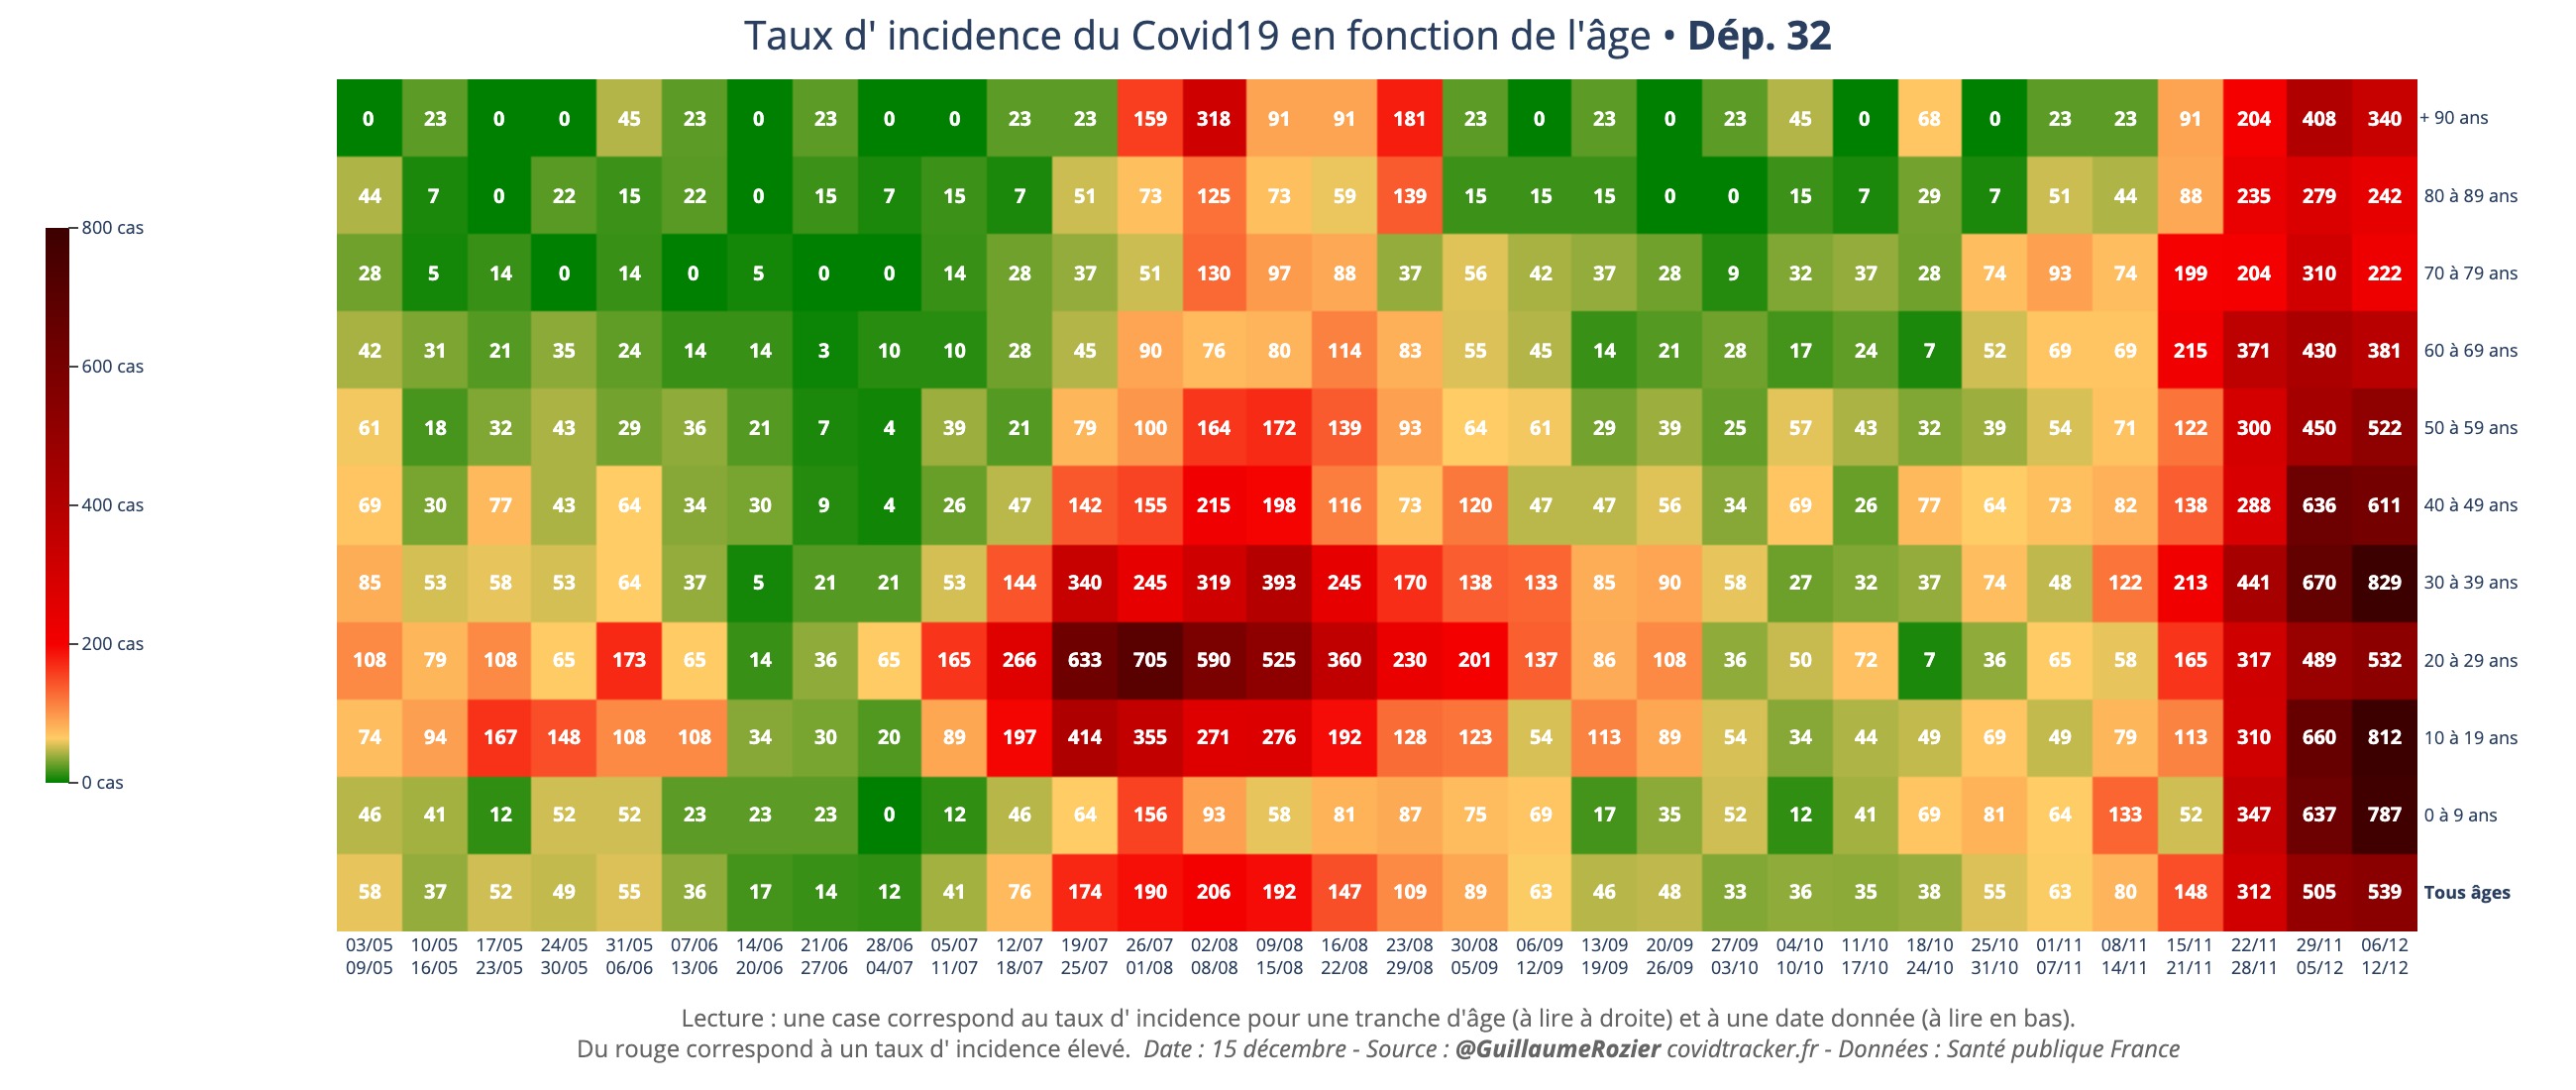 Taux d' incidence du Covid19 en fonction de l'âge • Dép. 32
800 cas
600 cas
400 cas
200 cas
0 cas
0 23 0 0 45 23 0 23 0 0 23 23 159 318 91 91 181 23 0 23 0 23 45 0 68 0 23 23 91 204 408 340 + 90 ans
44 7 0 22 15 22 0 15 7 15 7 51 73 125 73 59 139 15 15 15 0 0 15 7 29 7 51 44 88 235 279 242 80 à 89 ans
28 5 14 0 14 0 5 0 0 14 28 37 51 130 97 88 37 56 42 37 28 9 32 37 28 74 93 74 199 204 310 222 70 à 79 ans
42 31 21 35 24 14 14 3 10 10 28 45 90 76 80 114 83 55 45 14 21 28 17 24 7 52 69 69 215 371 430 381 60 à 69 ans
61 18 32 43 29 36 21 7 4 39 21 79 100 164 172 139 93 64 61 29 39 25 57 43 32 39 54 71 122 300 450 522 50 à 59 ans
69 30 77 43 64 34 30 9 4 26 47 142 155 215 198 116 73 120 47 47 56 34 69 26 77 64 73 82 138 288 636 611 40 à 49 ans
85 53 58 53 64 37 5 21 21 53 144 340 245 319 393 245 170 138 133 85 90 58 27 32 37 74 48 122 213 441 670 829 30 à 39 ans
108 79 108 65 173 65 14 36 65 165 266 633 705 590 525 360 230 201 137 86 108 36 50 72 7 36 65 58 165 317 489 532 20 à 29 ans
74 94 167 148 108 108 34 30 20 89 197 414 355 271 276 192 128 123 54 113 89 54 34 44 49 69 49 79 113 310 660 812 10 à 19 ans
46 41 12 52 52 23 23 23 0 12 46 64 156 93 58 81 87 75 69 17 35 52 12 41 69 81 64 133 52 347 637 787 0 à 9 ans
58 37 52 49 55 36 17 14 12 41 76 174 190 206 192 147 109 89 63 46 48 33 36 35 38 55 63 80 148 312 505 539 Tous âges
03/05 10/05 17/05 24/05 31/05 07/06 14/06 21/06 28/06 05/07 12/07 19/07 26/07 02/08 09/08 16/08 23/08 30/08 06/09 13/09 20/09 27/09 04/10 11/10 18/10 25/10 01/11 08/11 15/11 22/11 29/11 06/12
09/05 16/05 23/05 30/05 06/06 13/06 20/06 27/06 04/07 11/07 18/07 25/07 01/08 08/08 15/08 22/08 29/08 05/09 12/09 19/09 26/09 03/10 10/10 17/10 24/10 31/10 07/11 14/11 21/11 28/11 05/12 12/12
Lecture : une case correspond au taux d' incidence pour une tranche d'âge (à lire à droite) et à une date donnée (à lire en bas).
Du rouge correspond à un taux d' incidence élevé. Date : 15 décembre - Source : @GuillaumeRozier covidtracker.fr - Données : Santé publique France